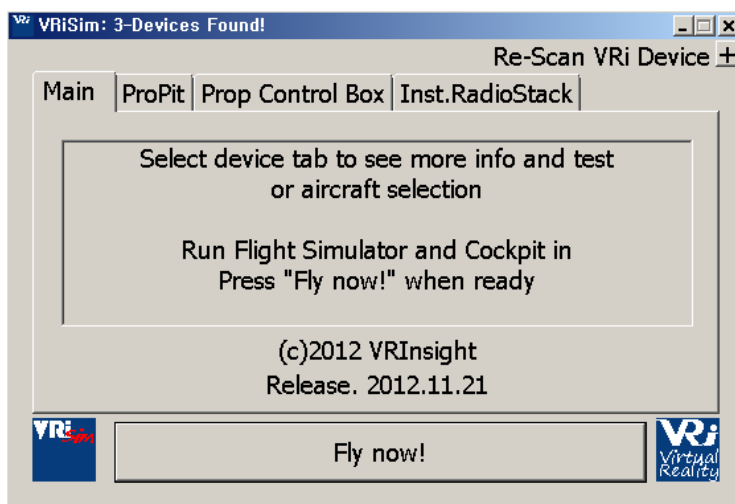 VRi VRiSim: 3-Devices Found!
Re-Scan VRi Device +
Main ProPit Prop Control Box Inst.RadioStack
Select device tab to see more info and test
or aircraft selection
Run Flight Simulator and Cockpit in
Press "Fly now!" when ready
(c)2012 VRInsight
Release. 2012.11.21
VRi Sim
Fly now!
VRi
Virtual
Reality